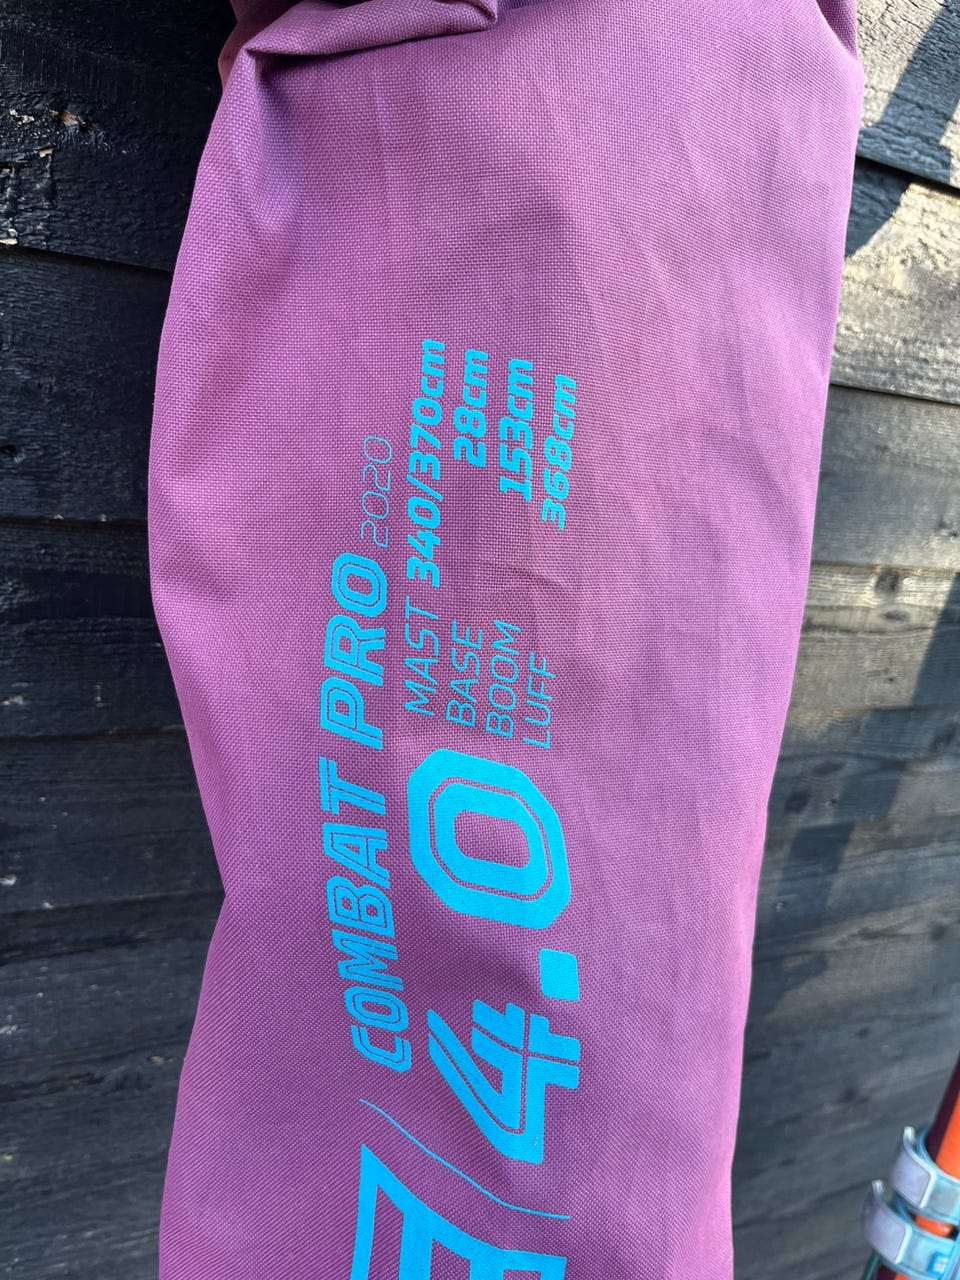 COMBAT PRO 2020
4.0
MAST 340/370cm
BASE 28cm
BOOM 153cm
LUFF 368cm